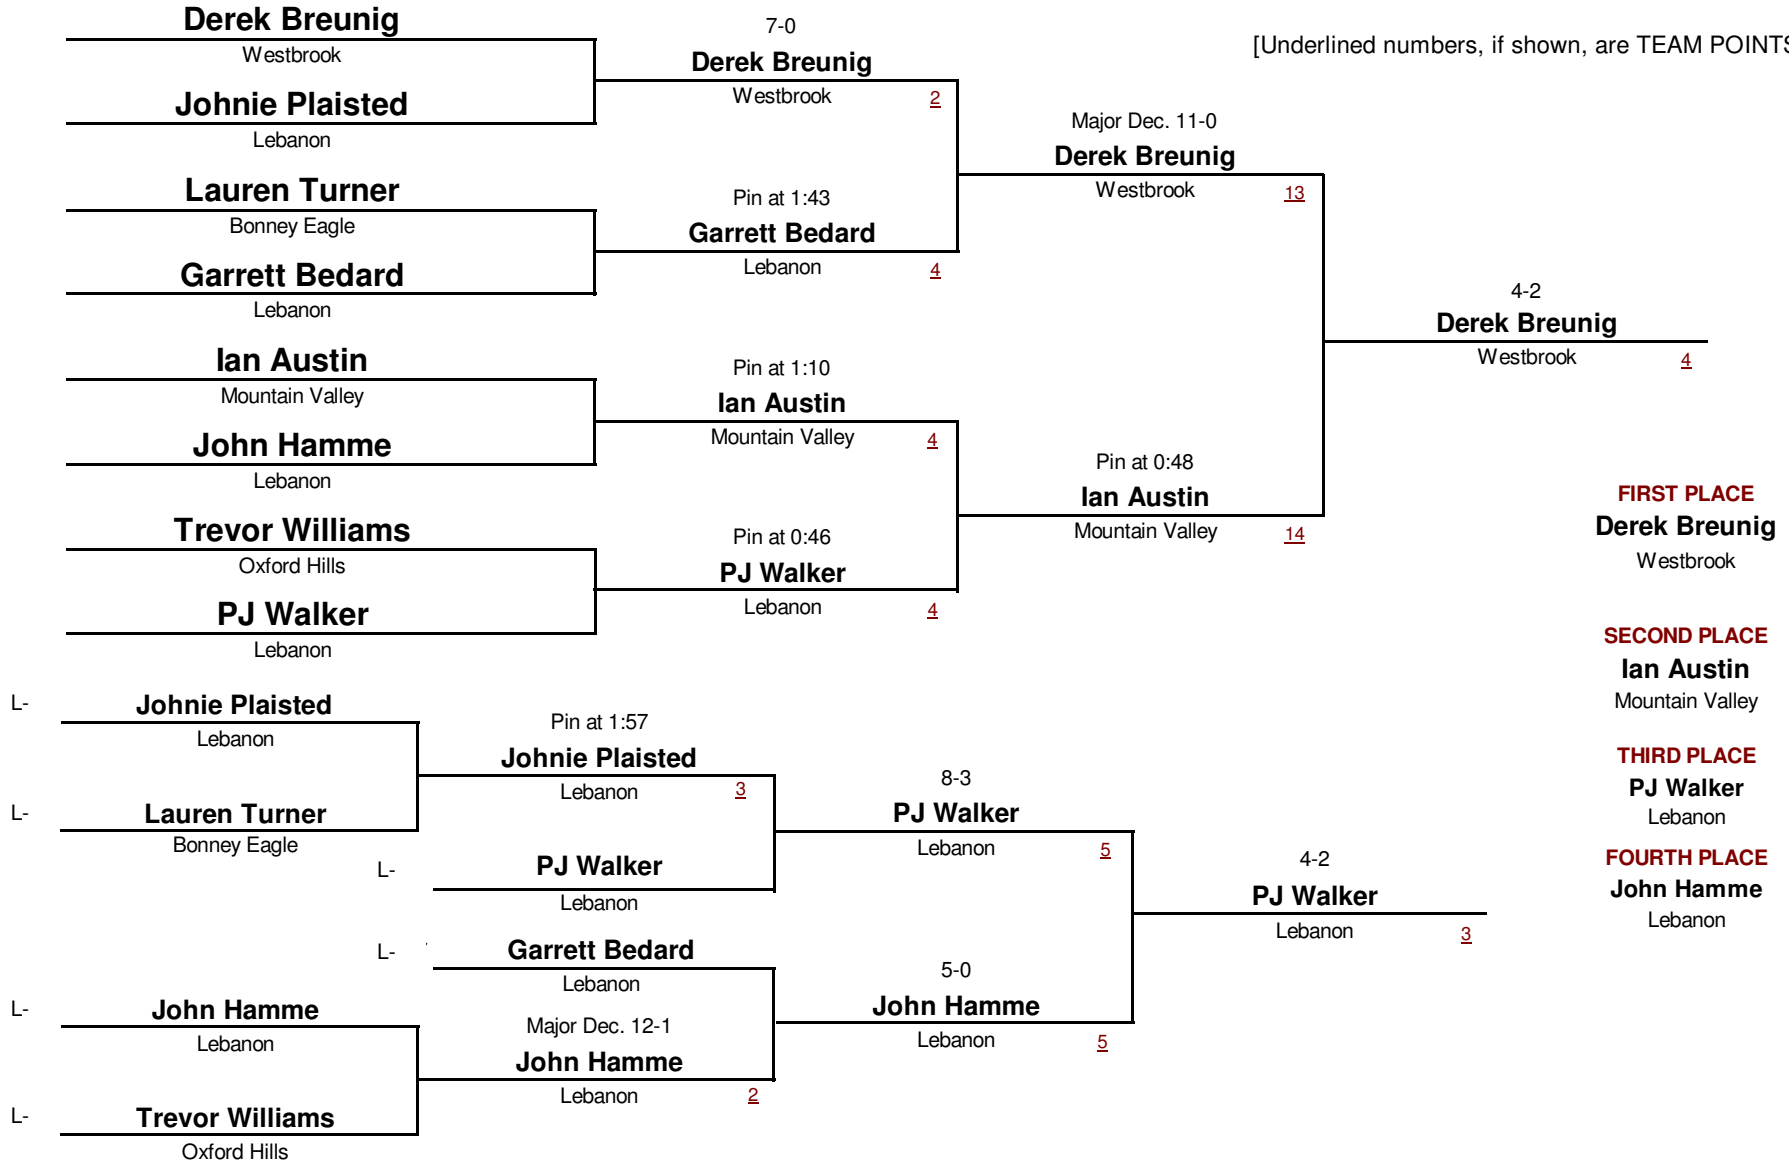 Derek Breunig
Westbrook
Johnie Plaisted
Lebanon
Lauren Turner
Bonney Eagle
Garrett Bedard
Lebanon
Ian Austin
Mountain Valley
John Hamme
Lebanon
Trevor Williams
Oxford Hills
PJ Walker
Lebanon
7-0
Derek Breunig
Westbrook 2
Pin at 1:43
Garrett Bedard
Lebanon 4
Pin at 1:10
Ian Austin
Mountain Valley 4
Pin at 0:46
PJ Walker
Lebanon 4
Major Dec. 11-0
Derek Breunig
Westbrook 13
Pin at 0:48
Ian Austin
Mountain Valley 14
[Underlined numbers, if shown, are TEAM POINTS
4-2
Derek Breunig
Westbrook 4
FIRST PLACE
Derek Breunig
Westbrook
SECOND PLACE
Ian Austin
Mountain Valley
THIRD PLACE
PJ Walker
Lebanon
FOURTH PLACE
John Hamme
Lebanon
L- Johnie Plaisted
Lebanon
L- Lauren Turner
Bonney Eagle
L- John Hamme
Lebanon
L- Trevor Williams
Oxford Hills
Pin at 1:57
Johnie Plaisted
Lebanon 3
L- PJ Walker
Lebanon
L- Garrett Bedard
Lebanon
Major Dec. 12-1
John Hamme
Lebanon 2
8-3
PJ Walker
Lebanon 5
5-0
John Hamme
Lebanon 5
4-2
PJ Walker
Lebanon 3